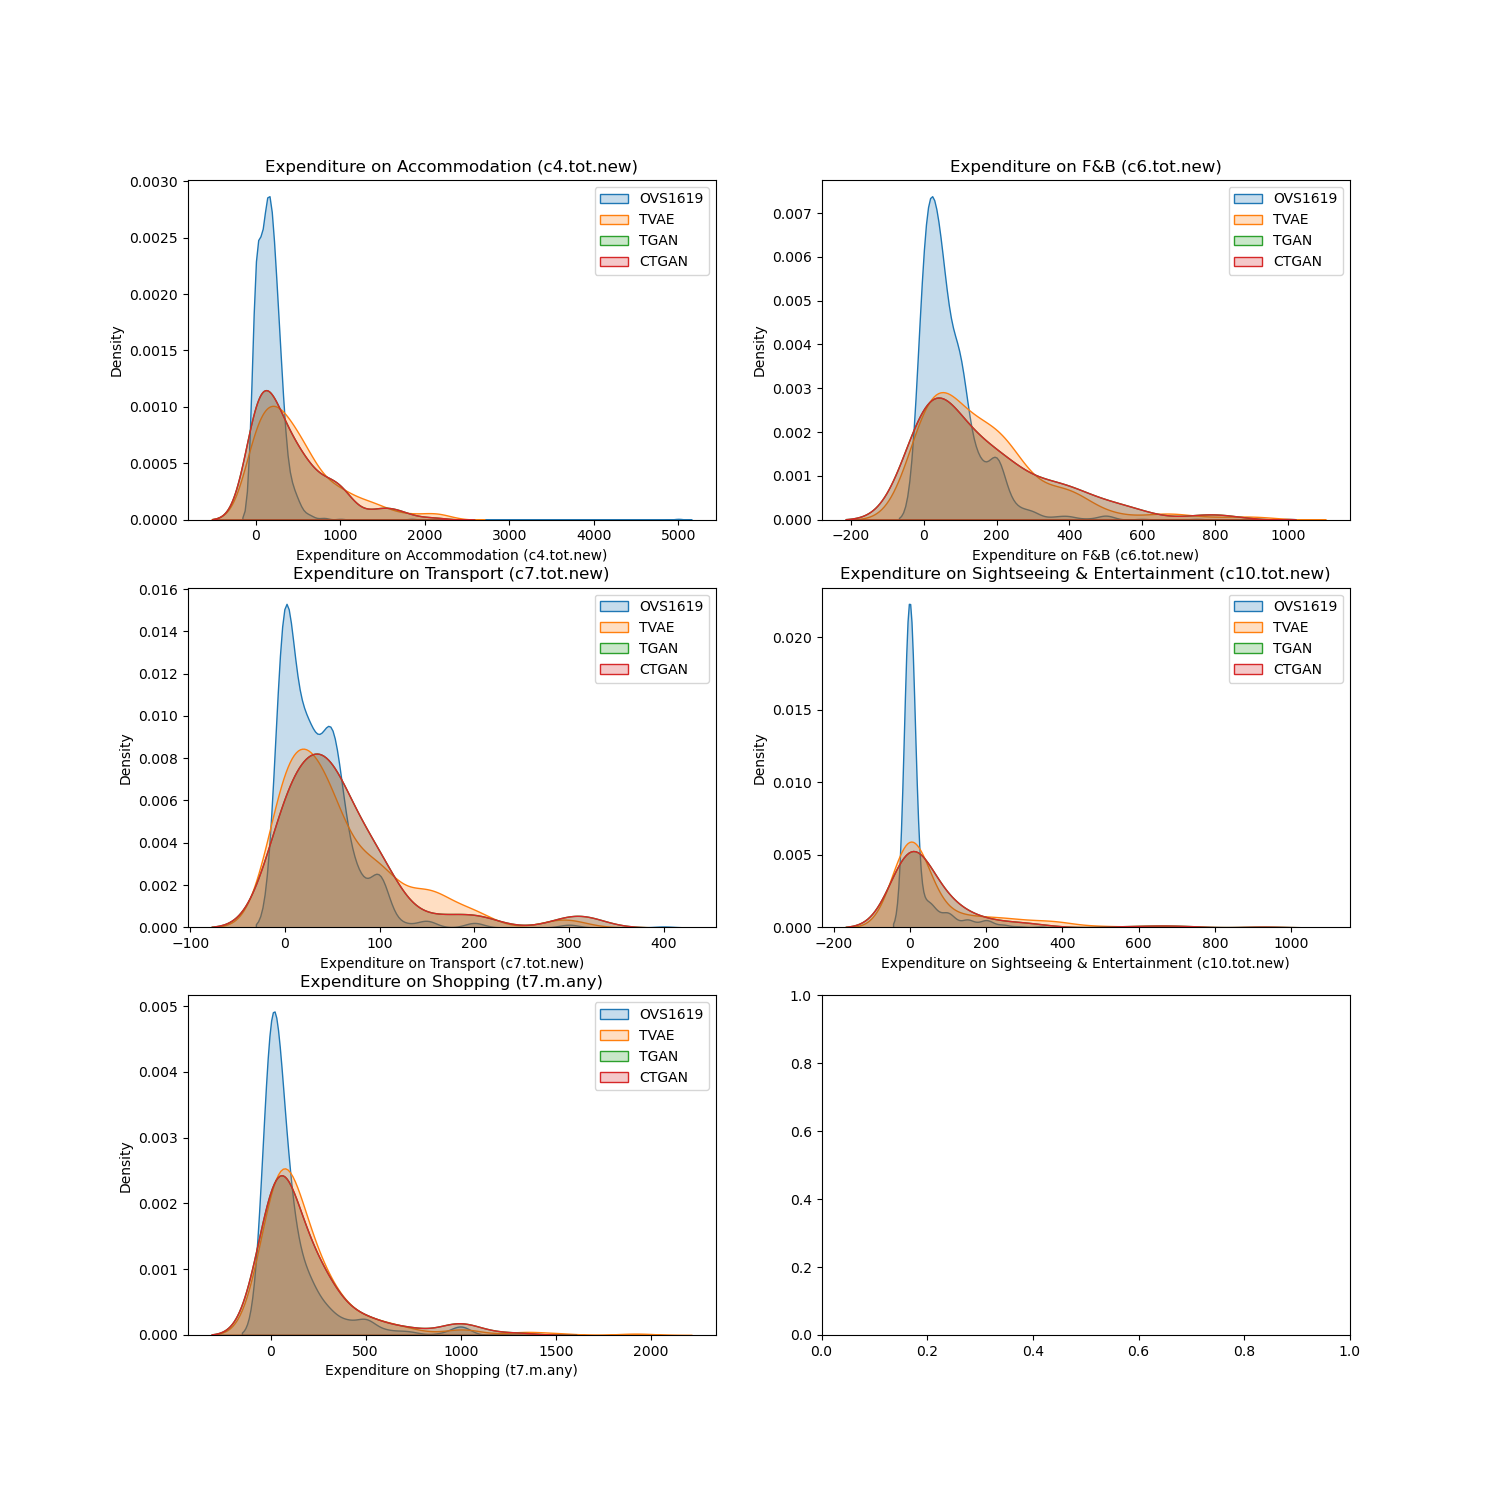 Expenditure on Accommodation (c4.tot.new)
0.0030
0.0025
0.0020
0.0015
0.0010
0.0005
0.0000
Density
OVS1619
TVAE
TGAN
CTGAN
0 1000 2000 3000 4000 5000
Expenditure on Accommodation (c4.tot.new)
Expenditure on F&B (c6.tot.new)
0.007
0.006
0.005
0.004
0.003
0.002
0.001
0.000
Density
OVS1619
TVAE
TGAN
CTGAN
−200 0 200 400 600 800 1000
Expenditure on F&B (c6.tot.new)
Expenditure on Transport (c7.tot.new)
0.016
0.014
0.012
0.010
0.008
0.006
0.004
0.002
0.000
Density
OVS1619
TVAE
TGAN
CTGAN
−100 0 100 200 300 400
Expenditure on Transport (c7.tot.new)
Expenditure on Sightseeing & Entertainment (c10.tot.new)
0.020
0.015
0.010
0.005
0.000
Density
OVS1619
TVAE
TGAN
CTGAN
−200 0 200 400 600 800 1000
Expenditure on Sightseeing & Entertainment (c10.tot.new)
Expenditure on Shopping (t7.m.any)
0.005
0.004
0.003
0.002
0.001
0.000
Density
OVS1619
TVAE
TGAN
CTGAN
0 500 1000 1500 2000
Expenditure on Shopping (t7.m.any)
1.0
0.8
0.6
0.4
0.2
0.0
0.0 0.2 0.4 0.6 0.8 1.0